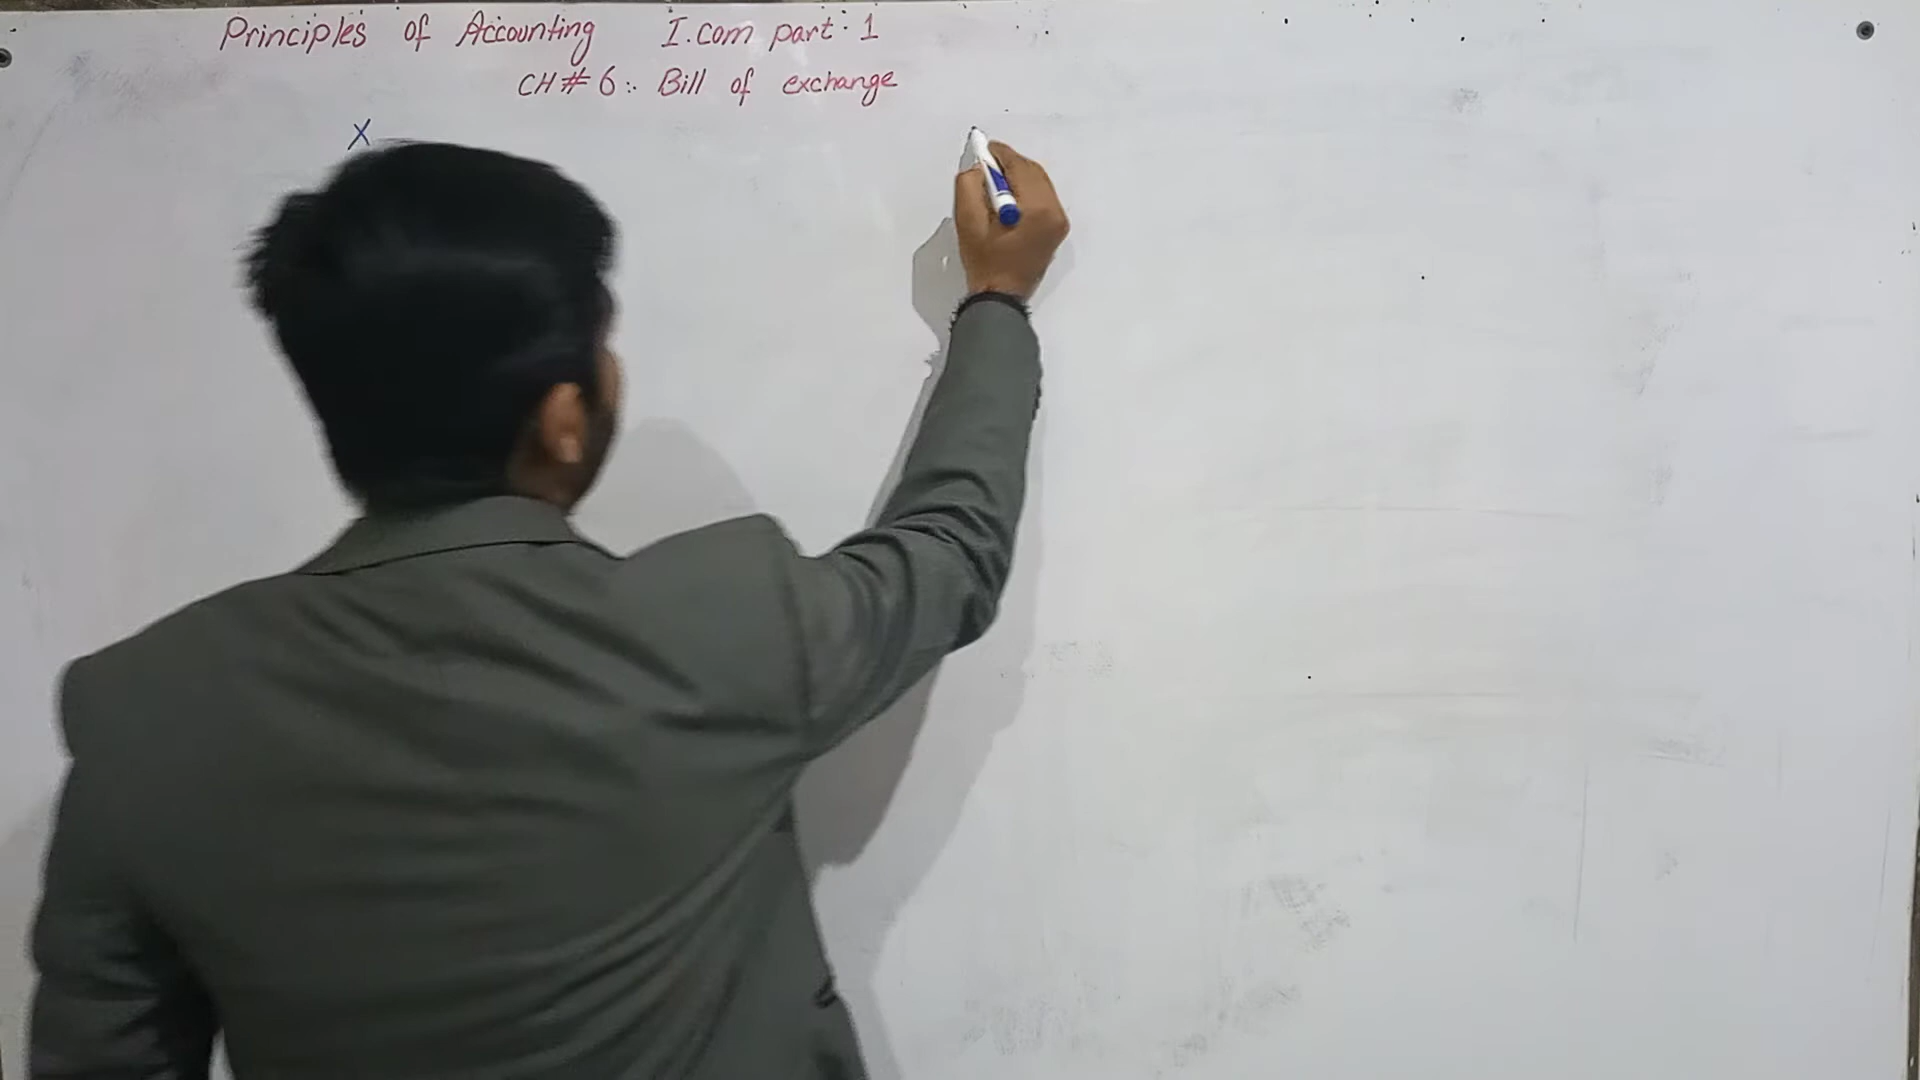 Principles of Accounting I.com part: 1
CH# 6:. Bill of exchange
X